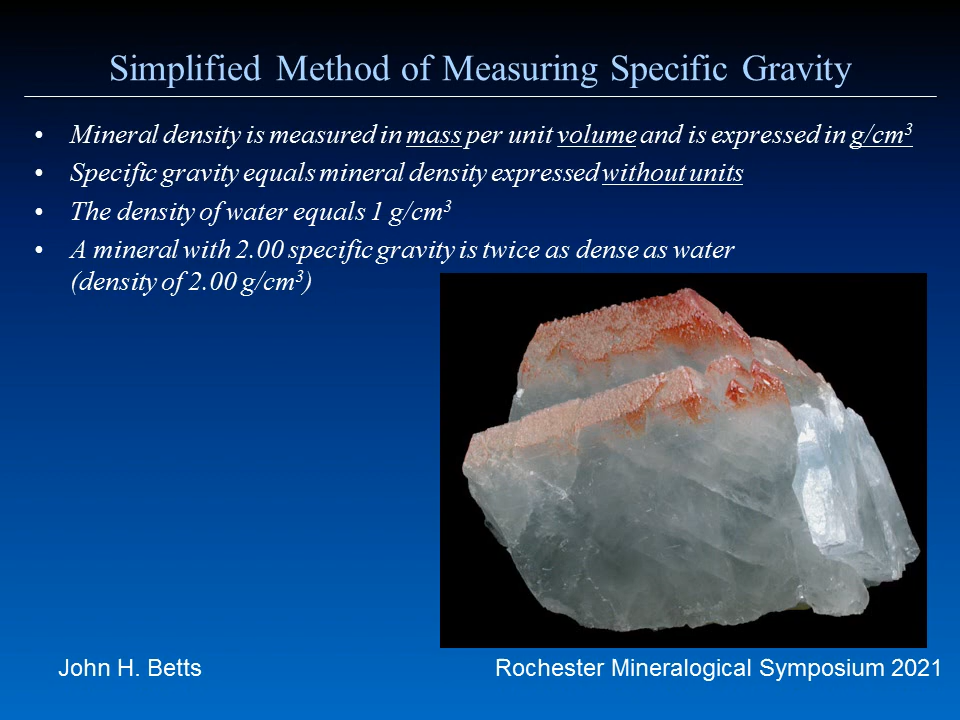 Simplified Method of Measuring Specific Gravity
• Mineral density is measured in mass per unit volume and is expressed in g/cm³
• Specific gravity equals mineral density expressed without units
• The density of water equals 1 g/cm³
• A mineral with 2.00 specific gravity is twice as dense as water
(density of 2.00 g/cm³)
John H. Betts
Rochester Mineralogical Symposium 2021